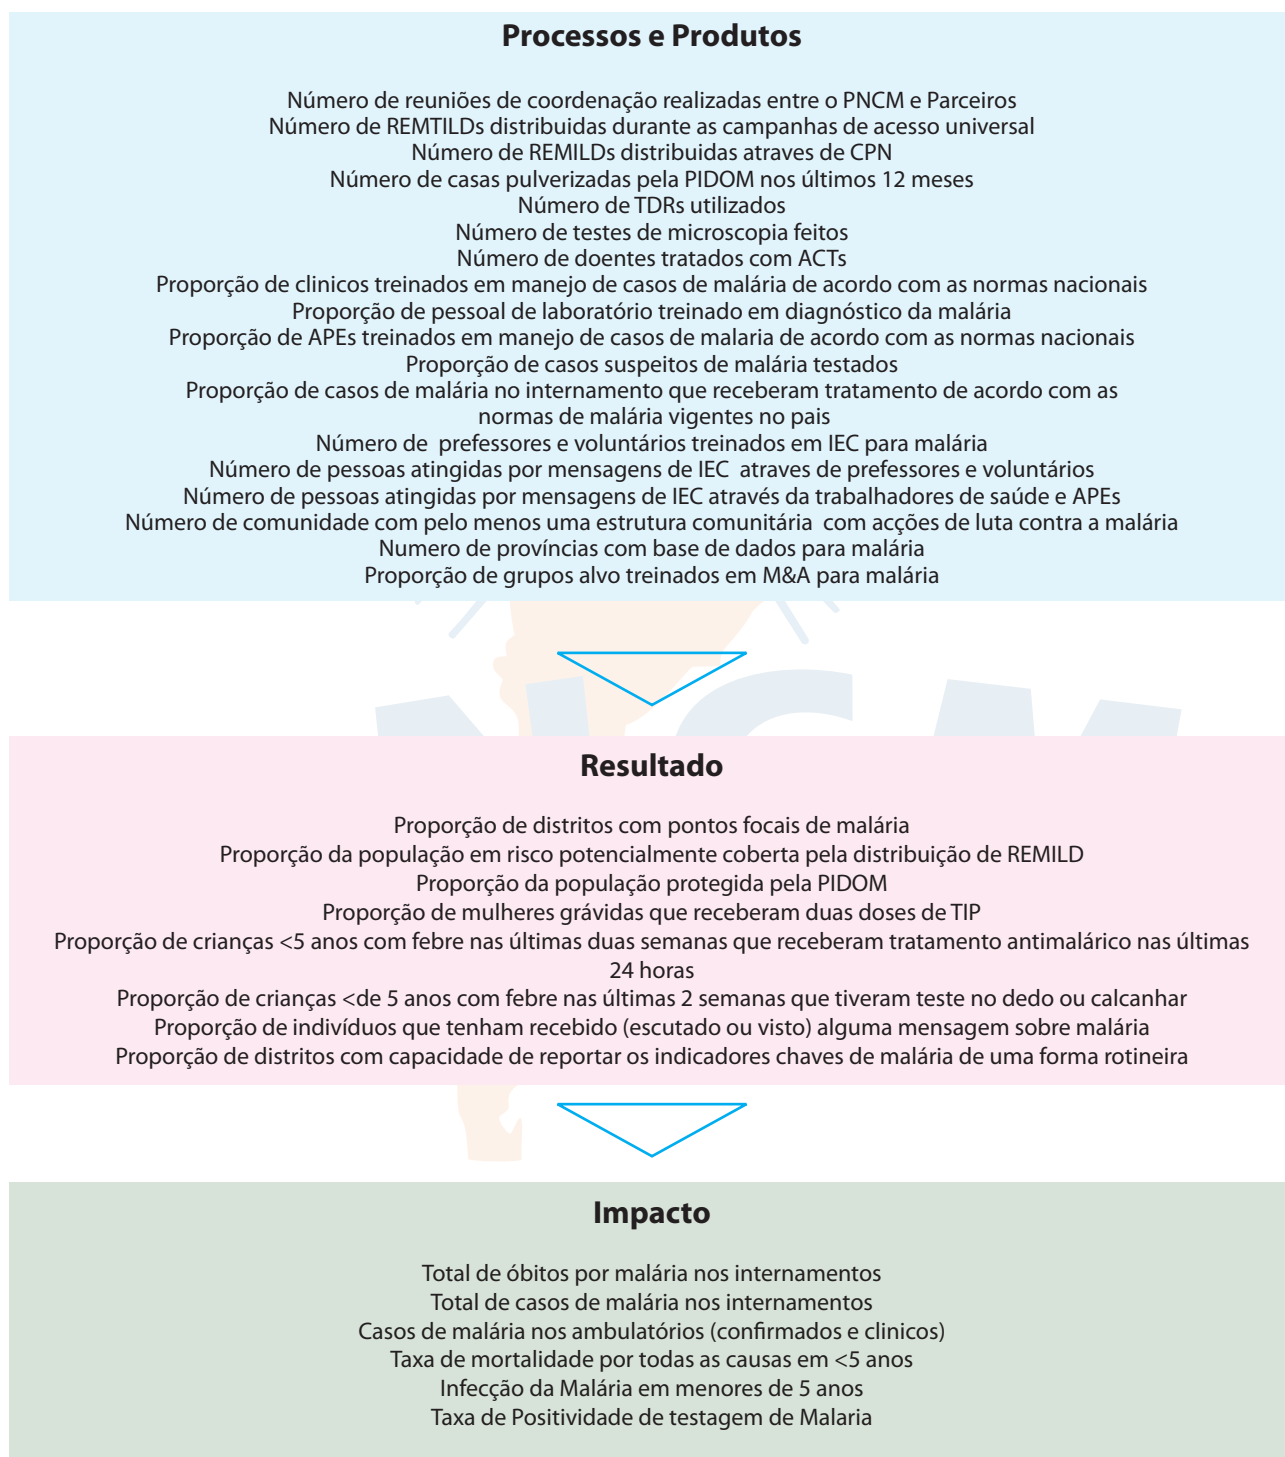 Processos e Produtos
Número de reuniões de coordenação realizadas entre o PNCM e Parceiros
Número de REMTILDs distribuidas durante as campanhas de acesso universal
Número de REMILDs distribuidas atraves de CPN
Número de casas pulverizadas pela PIDOM nos últimos 12 meses
Número de TDRs utilizados
Número de testes de microscopia feitos
Número de doentes tratados com ACTs
Proporção de clinicos treinados em manejo de casos de malária de acordo com as normas nacionais
Proporção de pessoal de laboratório treinado em diagnóstico da malária
Proporção de APEs treinados em manejo de casos de malaria de acordo com as normas nacionais
Proporção de casos suspeitos de malária testados
Proporção de casos de malária no internamento que receberam tratamento de acordo com as
normas de malária vigentes no pais
Número de prefessores e voluntários treinados em IEC para malária
Número de pessoas atingidas por mensagens de IEC atraves de prefessores e voluntários
Número de pessoas atingidas por mensagens de IEC através da trabalhadores de saúde e APEs
Número de comunidade com pelo menos uma estrutura comunitária com acções de luta contra a malária
Numero de províncias com base de dados para malária
Proporção de grupos alvo treinados em M&A para malária
Resultado
Proporção de distritos com pontos focais de malária
Proporção da população em risco potencialmente coberta pela distribuição de REMILD
Proporção da população protegida pela PIDOM
Proporção de mulheres grávidas que receberam duas doses de TIP
Proporção de crianças <5 anos com febre nas últimas duas semanas que receberam tratamento antimalárico nas últimas
24 horas
Proporção de crianças <de 5 anos com febre nas últimas 2 semanas que tiveram teste no dedo ou calcanhar
Proporção de indivíduos que tenham recebido (escutado ou visto) alguma mensagem sobre malária
Proporção de distritos com capacidade de reportar os indicadores chaves de malária de uma forma rotineira
Impacto
Total de óbitos por malária nos internamentos
Total de casos de malária nos internamentos
Casos de malária nos ambulatórios (confirmados e clinicos)
Taxa de mortalidade por todas as causas em <5 anos
Infecção da Malária em menores de 5 anos
Taxa de Positividade de testagem de Malaria